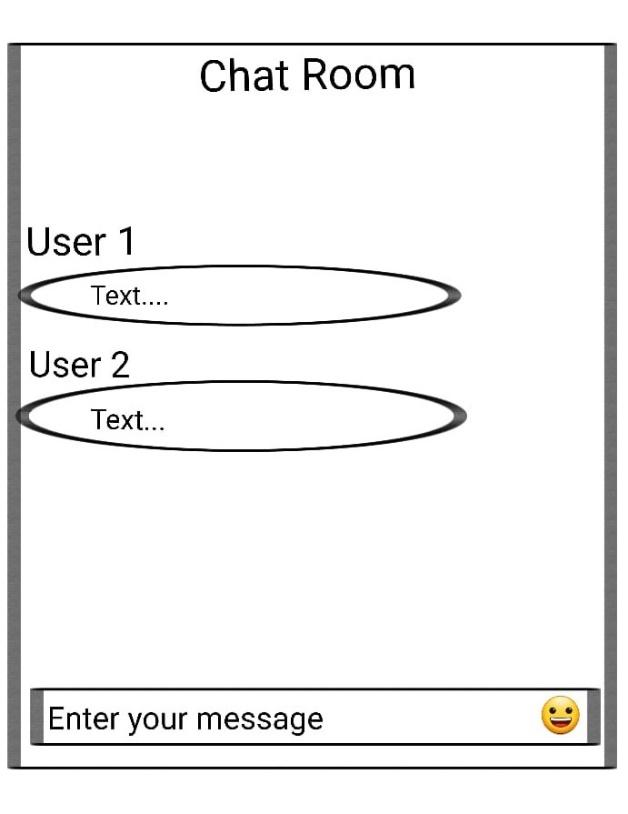 Chat Room
User 1
Text....
User 2
Text...
Enter your message 😀